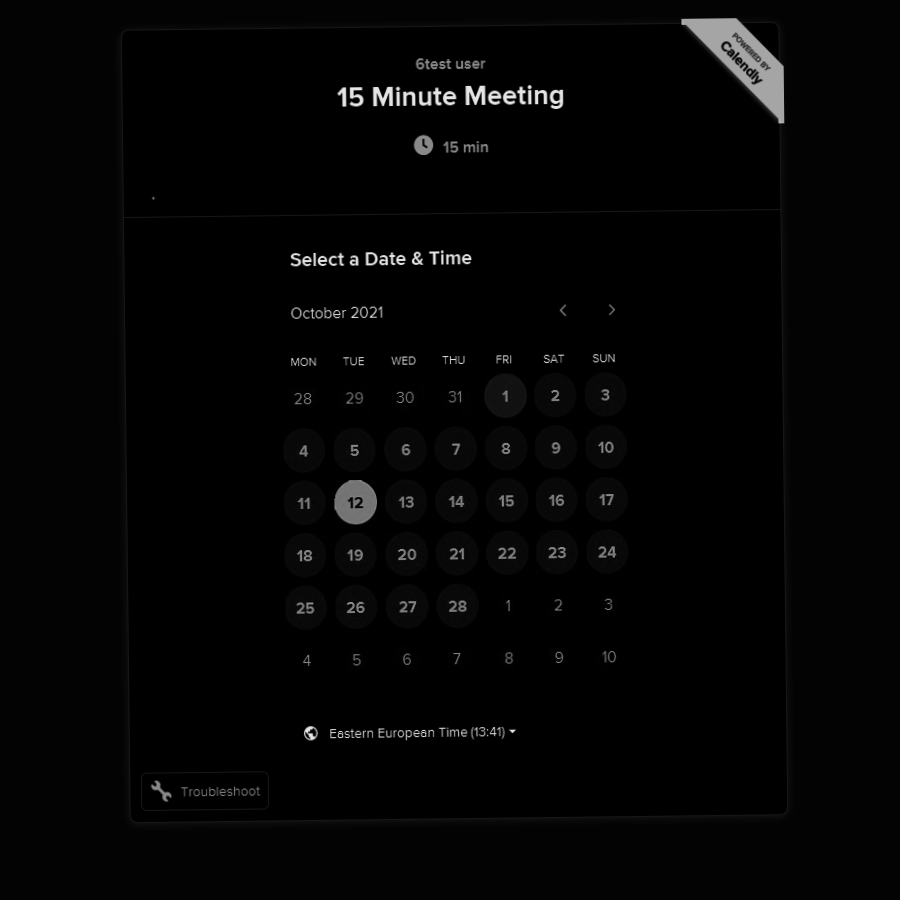 POWERED BY
Calendly
6test user
15 Minute Meeting
15 min
Select a Date & Time
October 2021
MON TUE WED THU FRI SAT SUN
28 29 30 31 1 2 3
4 5 6 7 8 9 10
11 12 13 14 15 16 17
18 19 20 21 22 23 24
25 26 27 28 1 2 3
4 5 6 7 8 9 10
Eastern European Time (13:41)
Troubleshoot